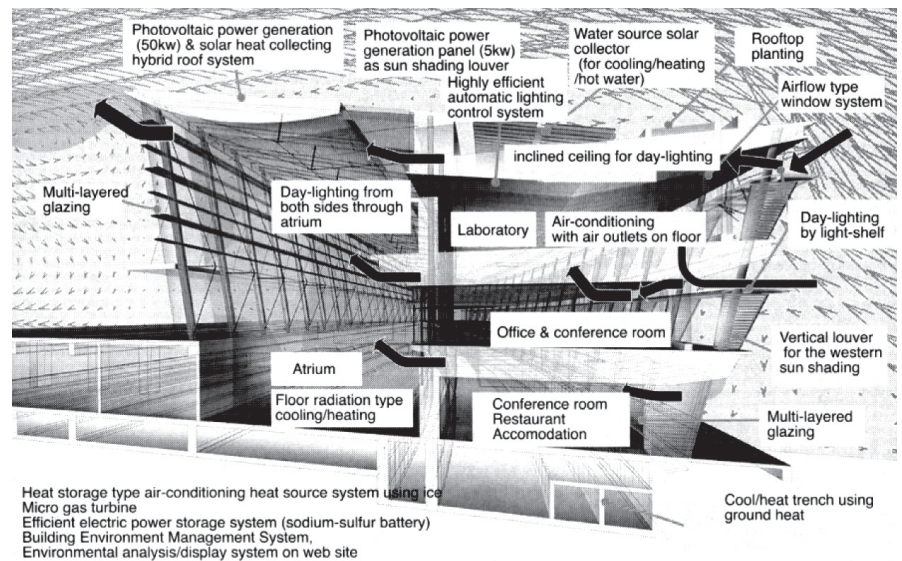 Photovoltaic power generation
(50kw) & solar heat collecting
hybrid roof system
Photovoltaic power
generation panel (5kw)
as sun shading louver
Water source solar
collector
(for cooling/heating
/hot water)
Rooftop
planting
Highly efficient
automatic lighting
control system
Airflow type
window system
inclined ceiling for day-lighting
Multi-layered
glazing
Day-lighting from
both sides through
atrium
Laboratory
Air-conditioning
with air outlets on floor
Day-lighting
by light-shelf
Office & conference room
Vertical louver
for the western
sun shading
Atrium
Floor radiation type
cooling/heating
Conference room
Restaurant
Accomodation
Multi-layered
glazing
Cool/heat trench using
ground heat
Heat storage type air-conditioning heat source system using ice
Micro gas turbine
Efficient electric power storage system (sodium-sulfur battery)
Building Environment Management System,
Environmental analysis/display system on web site